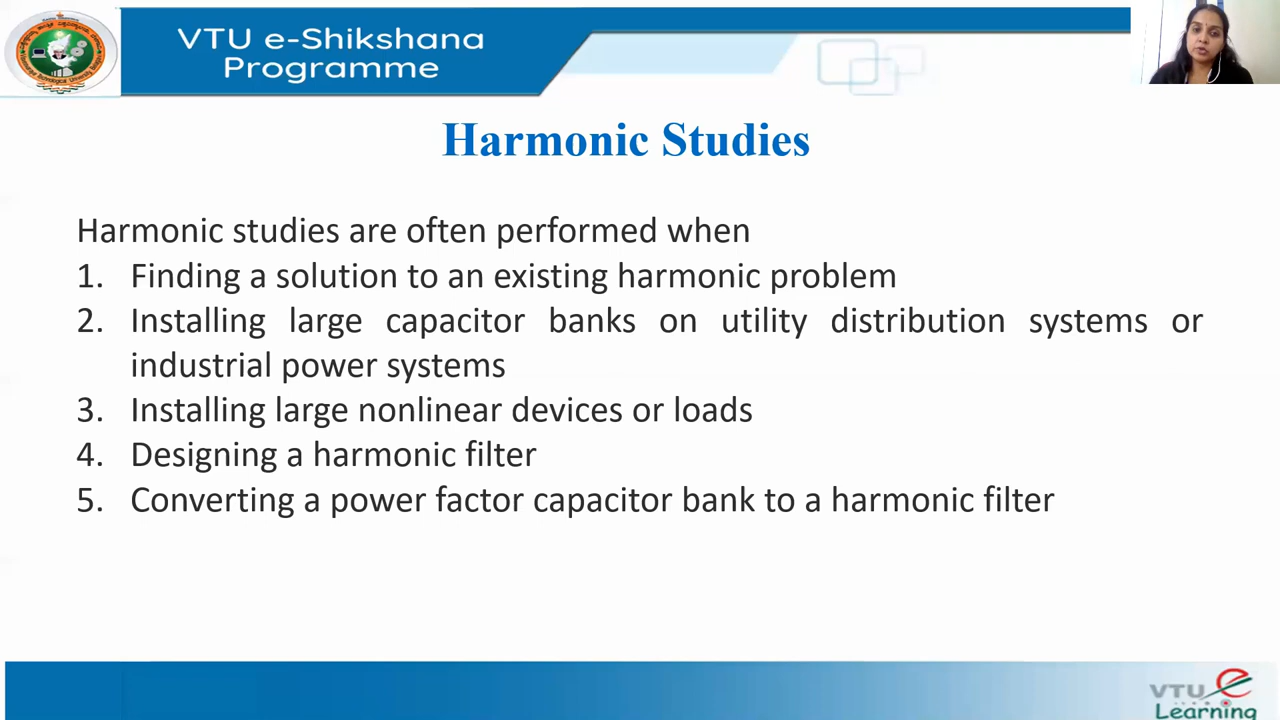 VTU e-Shikshana
Programme
Harmonic Studies
Harmonic studies are often performed when
1. Finding a solution to an existing harmonic problem
2. Installing large capacitor banks on utility distribution systems or
industrial power systems
3. Installing large nonlinear devices or loads
4. Designing a harmonic filter
5. Converting a power factor capacitor bank to a harmonic filter
VTU e
Learning